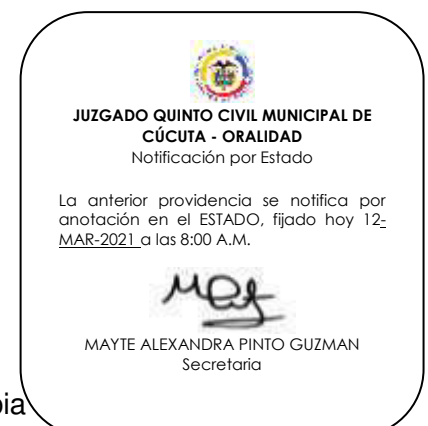 JUZGADO QUINTO CIVIL MUNICIPAL DE
CÚCUTA - ORALIDAD
Notificación por Estado
La anterior providencia se notifica por
anotación en el ESTADO, fijado hoy 12-
MAR-2021 a las 8:00 A.M.
MAYTE ALEXANDRA PINTO GUZMAN
Secretaria